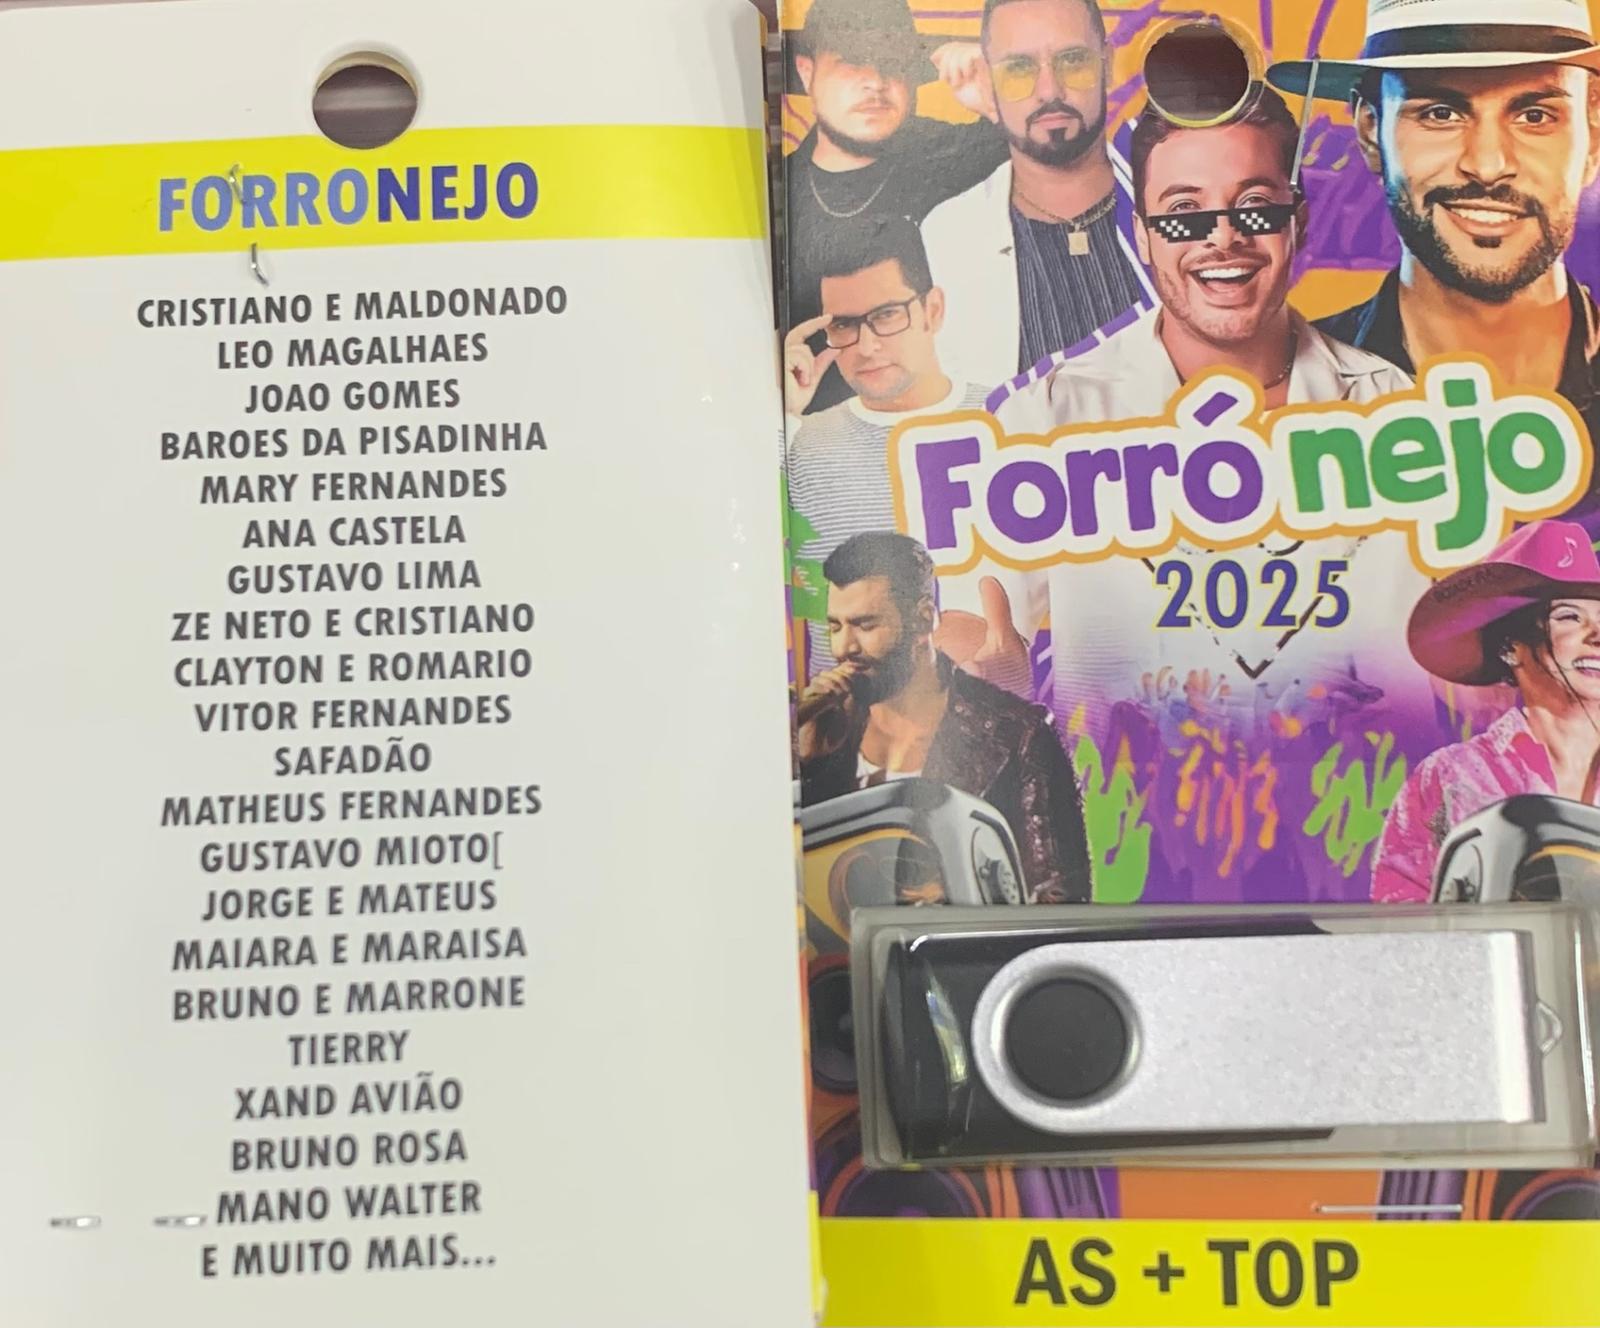 FORRONEJO
CRISTIANO E MALDONADO
LEO MAGALHAES
JOAO GOMES
BAROES DA PISADINHA
MARY FERNANDES
ANA CASTELA
GUSTAVO LIMA
ZE NETO E CRISTIANO
CLAYTON E ROMARIO
VITOR FERNANDES
SAFADÃO
MATHEUS FERNANDES
GUSTAVO MIOTO[
JORGE E MATEUS
MAIARA E MARAISA
BRUNO E MARRONE
TIERRY
XAND AVIÃO
BRUNO ROSA
MANO WALTER
E MUITO MAIS...
Forró nejo
2025
AS + TOP